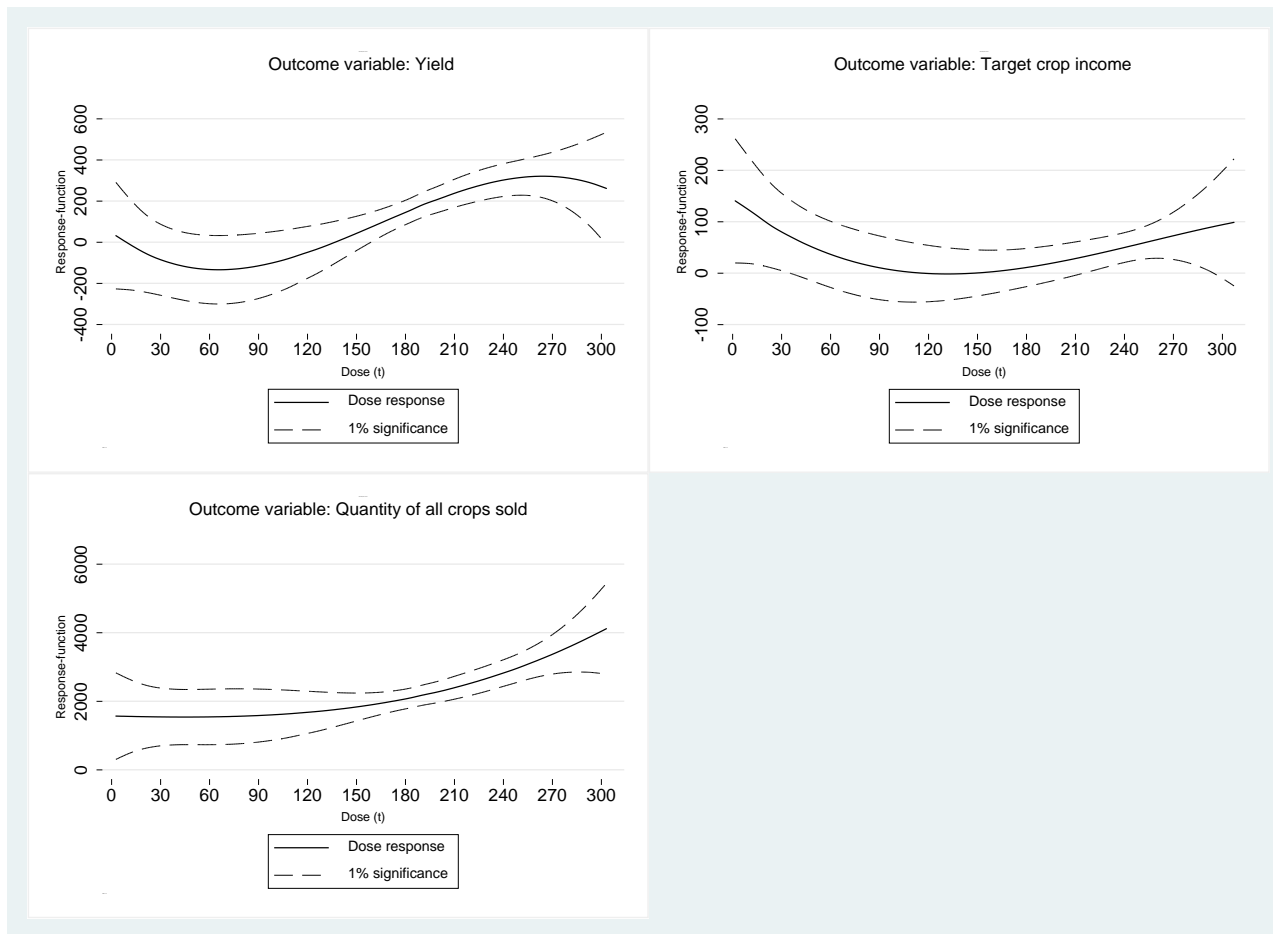 Outcome variable: Yield
Response-function
600
400
200
0
-200
-400
0 30 60 90 120 150 180 210 240 270 300
Dose (t)
Dose response
1% significance
Outcome variable: Target crop income
Response-function
300
200
100
0
-100
0 30 60 90 120 150 180 210 240 270 300
Dose (t)
Dose response
1% significance
Outcome variable: Quantity of all crops sold
Response-function
6000
4000
2000
0
0 30 60 90 120 150 180 210 240 270 300
Dose (t)
Dose response
1% significance